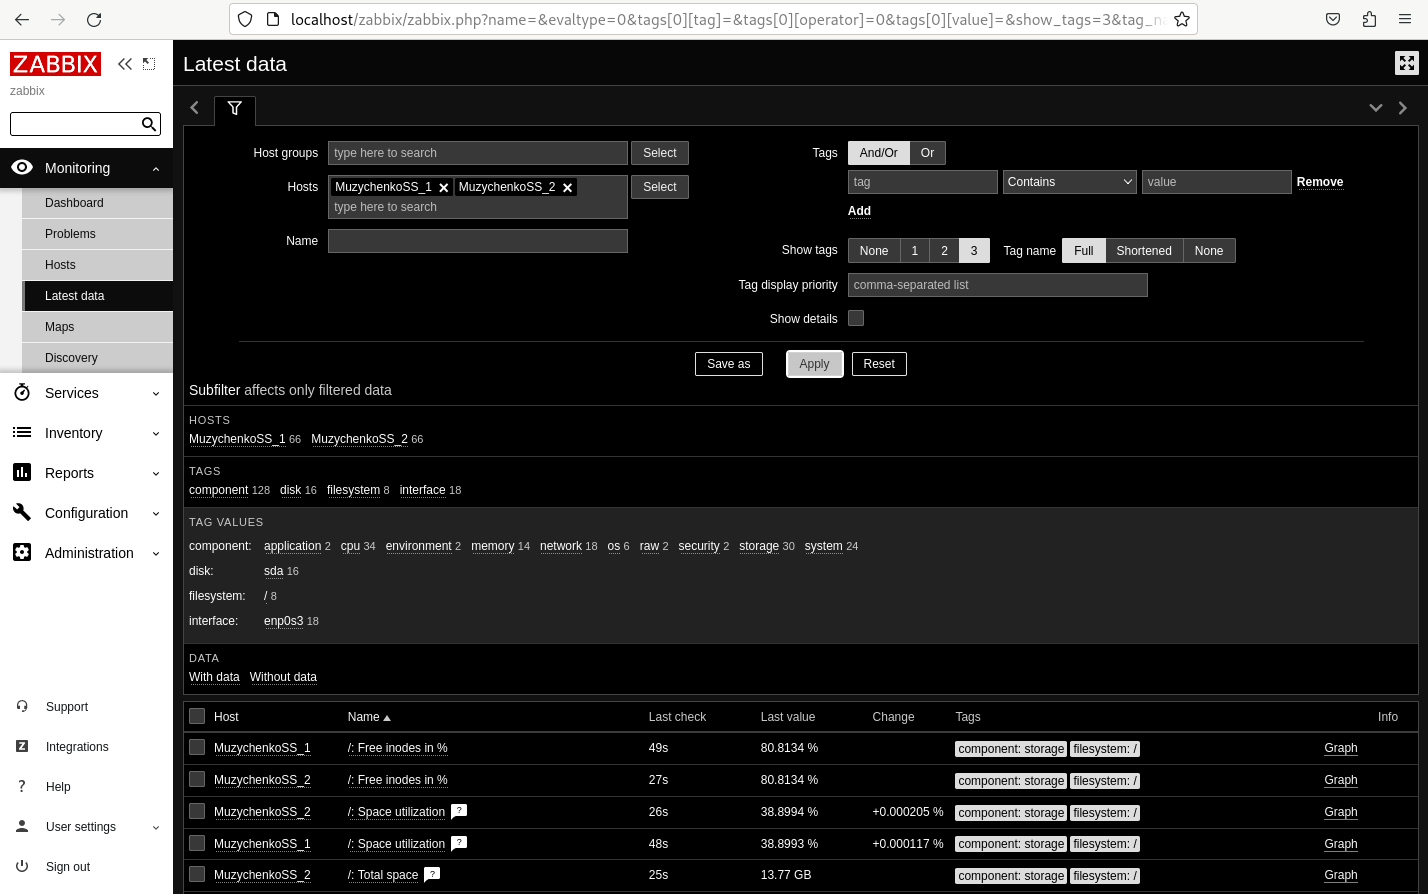 localhost/zabbix/zabbix.php?name=&evaltype=0&tags[0][tag]=&tags[0][operator]=0&tags[0][value]=&show_tags=3&tag_n
ZABBIX
zabbix
Latest data
Monitoring
Dashboard
Problems
Hosts
Latest data
Maps
Discovery
Services
Inventory
Reports
Configuration
Administration
Support
Integrations
Help
User settings
Sign out
Host groups type here to search Select
Hosts MuzychenkoSS_1 MuzychenkoSS_2 Select
type here to search
Name
Tags And/Or Or
tag Contains value Remove
Add
Show tags None 1 2 3 Tag name Full Shortened None
Tag display priority comma-separated list
Show details
Save as Apply Reset
Subfilter affects only filtered data
HOSTS
MuzychenkoSS_1 66 MuzychenkoSS_2 66
TAGS
component 128 disk 16 filesystem 8 interface 18
TAG VALUES
component: application 2 cpu 34 environment 2 memory 14 network 18 os 6 raw 2 security 2 storage 30 system 24
disk: sda 16
filesystem: / 8
interface: enp0s3 18
DATA
With data Without data
Host Name Last check Last value Change Tags Info
MuzychenkoSS_1 /: Free inodes in % 49s 80.8134 % component: storage filesystem: / Graph
MuzychenkoSS_2 /: Free inodes in % 27s 80.8134 % component: storage filesystem: / Graph
MuzychenkoSS_2 /: Space utilization ? 26s 38.8994 % +0.000205 % component: storage filesystem: / Graph
MuzychenkoSS_1 /: Space utilization ? 48s 38.8993 % +0.000117 % component: storage filesystem: / Graph
MuzychenkoSS_2 /: Total space ? 25s 13.77 GB component: storage filesystem: / Graph